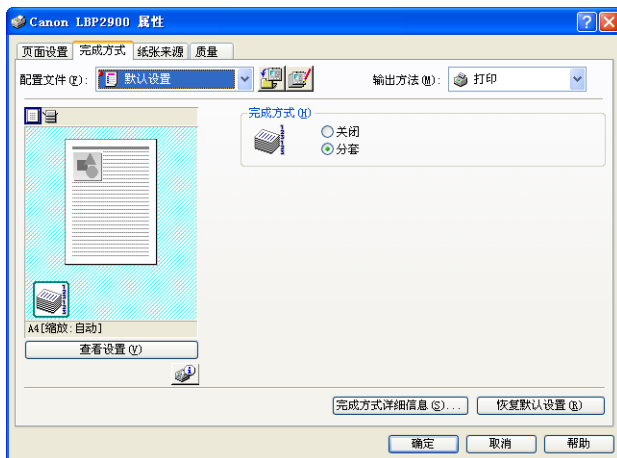 Canon LBP2900 属性
页面设置 完成方式 纸张来源 质量
配置文件(F): 默认设置 输出方法(M): 打印
完成方式(H)
关闭
分套
A4[缩放:自动]
查看设置(V)
完成方式详细信息(S)... 恢复默认设置(R)
确定 取消 帮助